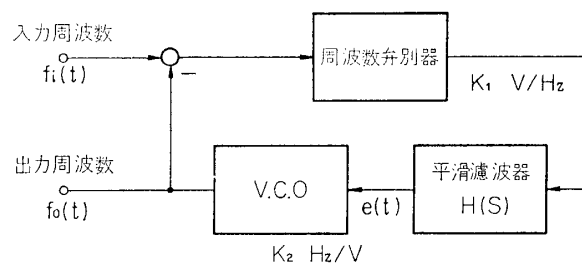 入力周波数
fi(t)
−
周波数弁別器
K₁ V/Hz
出力周波数
fo(t)
V.C.O
K₂ Hz/V
e(t)
平滑濾波器
H(S)